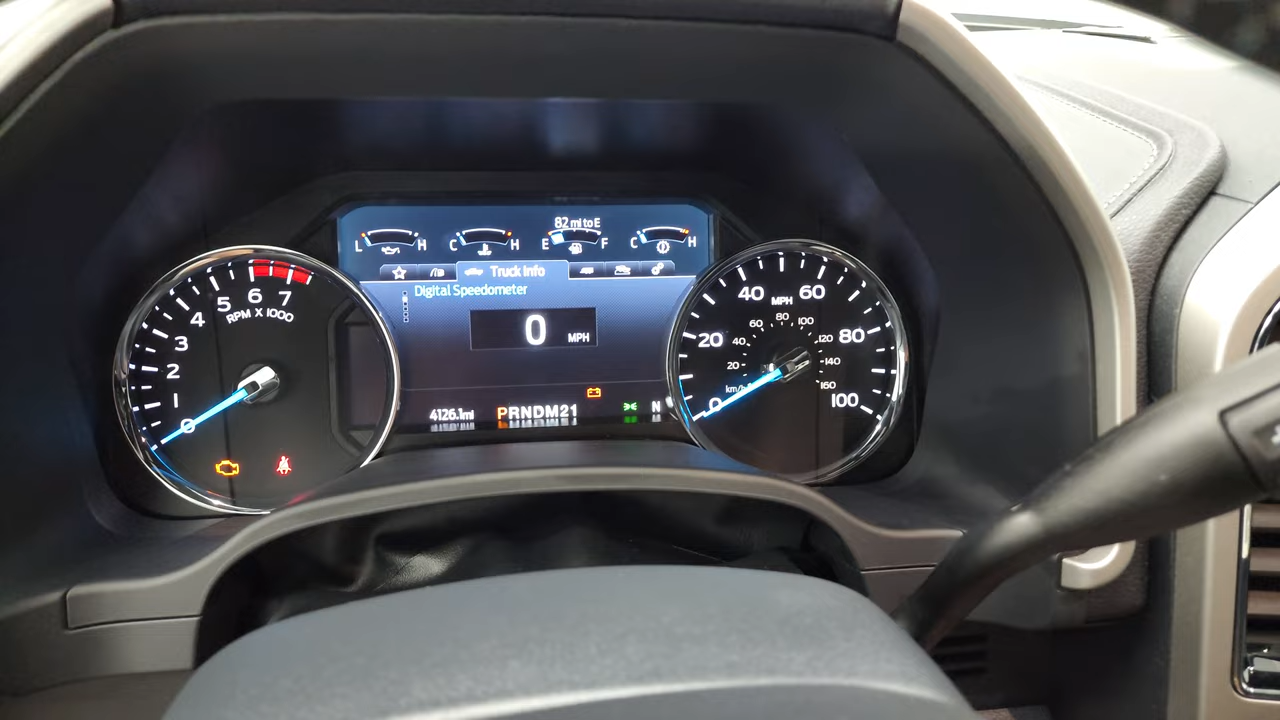 82 mi to E
L H C H E F C H
Truck Info
Digital Speedometer
0 MPH
4126.1mi PRNDM21 N
0 1 2 3 4 5 6 7
RPM X 1000
0 20 40 60 80 100
MPH
20 40 60 80 100 120 140 160
km/h